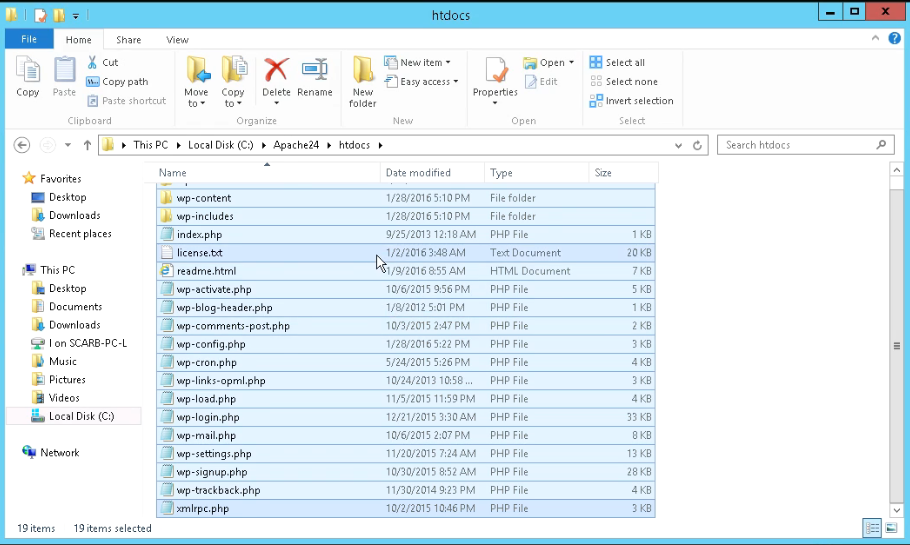 htdocs
File Home Share View
Copy Paste Cut Copy path Paste shortcut Clipboard
Move to Copy to Delete Rename Organize
New folder New item Easy access New
Properties Open Edit Open
Select all Select none Invert selection Select
This PC Local Disk (C:) Apache24 htdocs Search htdocs
Name Date modified Type Size
Favorites
Desktop
Downloads
Recent places
This PC
Desktop
Documents
Downloads
I on SCARB-PC-L
Music
Pictures
Videos
Local Disk (C:)
Network
wp-content 1/28/2016 5:10 PM File folder
wp-includes 1/28/2016 5:10 PM File folder
index.php 9/25/2013 12:18 AM PHP File 1 KB
license.txt 1/2/2016 3:48 AM Text Document 20 KB
readme.html 1/9/2016 8:55 AM HTML Document 7 KB
wp-activate.php 10/6/2015 9:56 PM PHP File 5 KB
wp-blog-header.php 1/8/2012 5:01 PM PHP File 1 KB
wp-comments-post.php 10/3/2015 2:47 PM PHP File 2 KB
wp-config.php 1/28/2016 5:22 PM PHP File 3 KB
wp-cron.php 5/24/2015 5:26 PM PHP File 4 KB
wp-links-opml.php 10/24/2013 10:58 ... PHP File 3 KB
wp-load.php 11/5/2015 11:59 PM PHP File 4 KB
wp-login.php 12/21/2015 3:30 AM PHP File 33 KB
wp-mail.php 10/6/2015 2:07 PM PHP File 8 KB
wp-settings.php 11/20/2015 7:24 AM PHP File 13 KB
wp-signup.php 10/30/2015 8:52 AM PHP File 28 KB
wp-trackback.php 11/30/2014 9:23 PM PHP File 4 KB
xmlrpc.php 10/2/2015 10:46 PM PHP File 3 KB
19 items 19 items selected